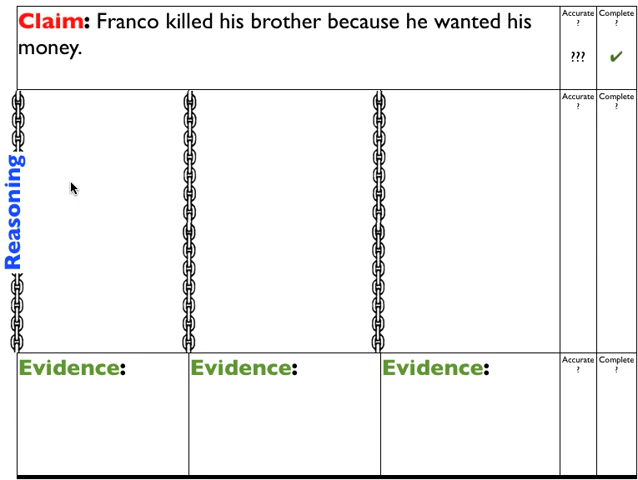 Claim: Franco killed his brother because he wanted his
money.
Accurate
?
???
Complete
?
✔
Reasoning
Accurate
?
Complete
?
Evidence:
Evidence:
Evidence:
Accurate
?
Complete
?